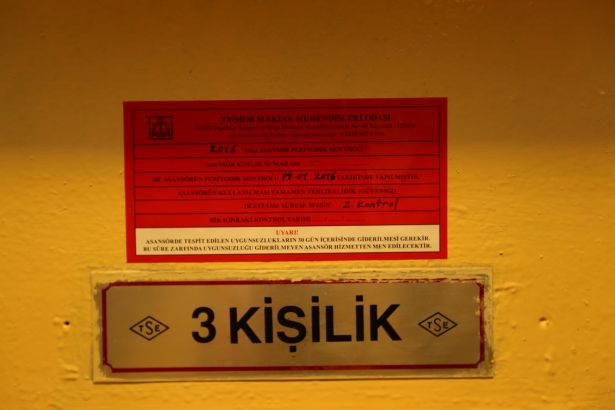 TMMOB MAKİNA MÜHENDİSLERİ ODASI
2016 YILI ASANSÖR PERİYODİK KONTROLÜ
ASANSÖR KİMLİK NUMARASI
BU ASANSÖRÜN PERİYODİK KONTROLÜ 19 01 2016 TARİHİNDE YAPILMIŞTIR.
ASANSÖRÜN KULLANILMASI TAMAMEN TEHLİKELİDİR (GÜVENSİZ)
DÜZELTME SÜRESİ: 30 GÜN 2. Kontrol
BİR SONRAKİ KONTROL TARİHİ .../.../...
UYARI!
ASANSÖRDE TESPİT EDİLEN UYGUNSUZLUKLARIN 30 GÜN İÇERİSİNDE GİDERİLMESİ GEREKİR.
BU SÜRE ZARFINDA UYGUNSUZLUĞU GİDERİLMEYEN ASANSÖR HİZMETTEN MEN EDİLECEKTİR.
TSE 3 KİŞİLİK TSE